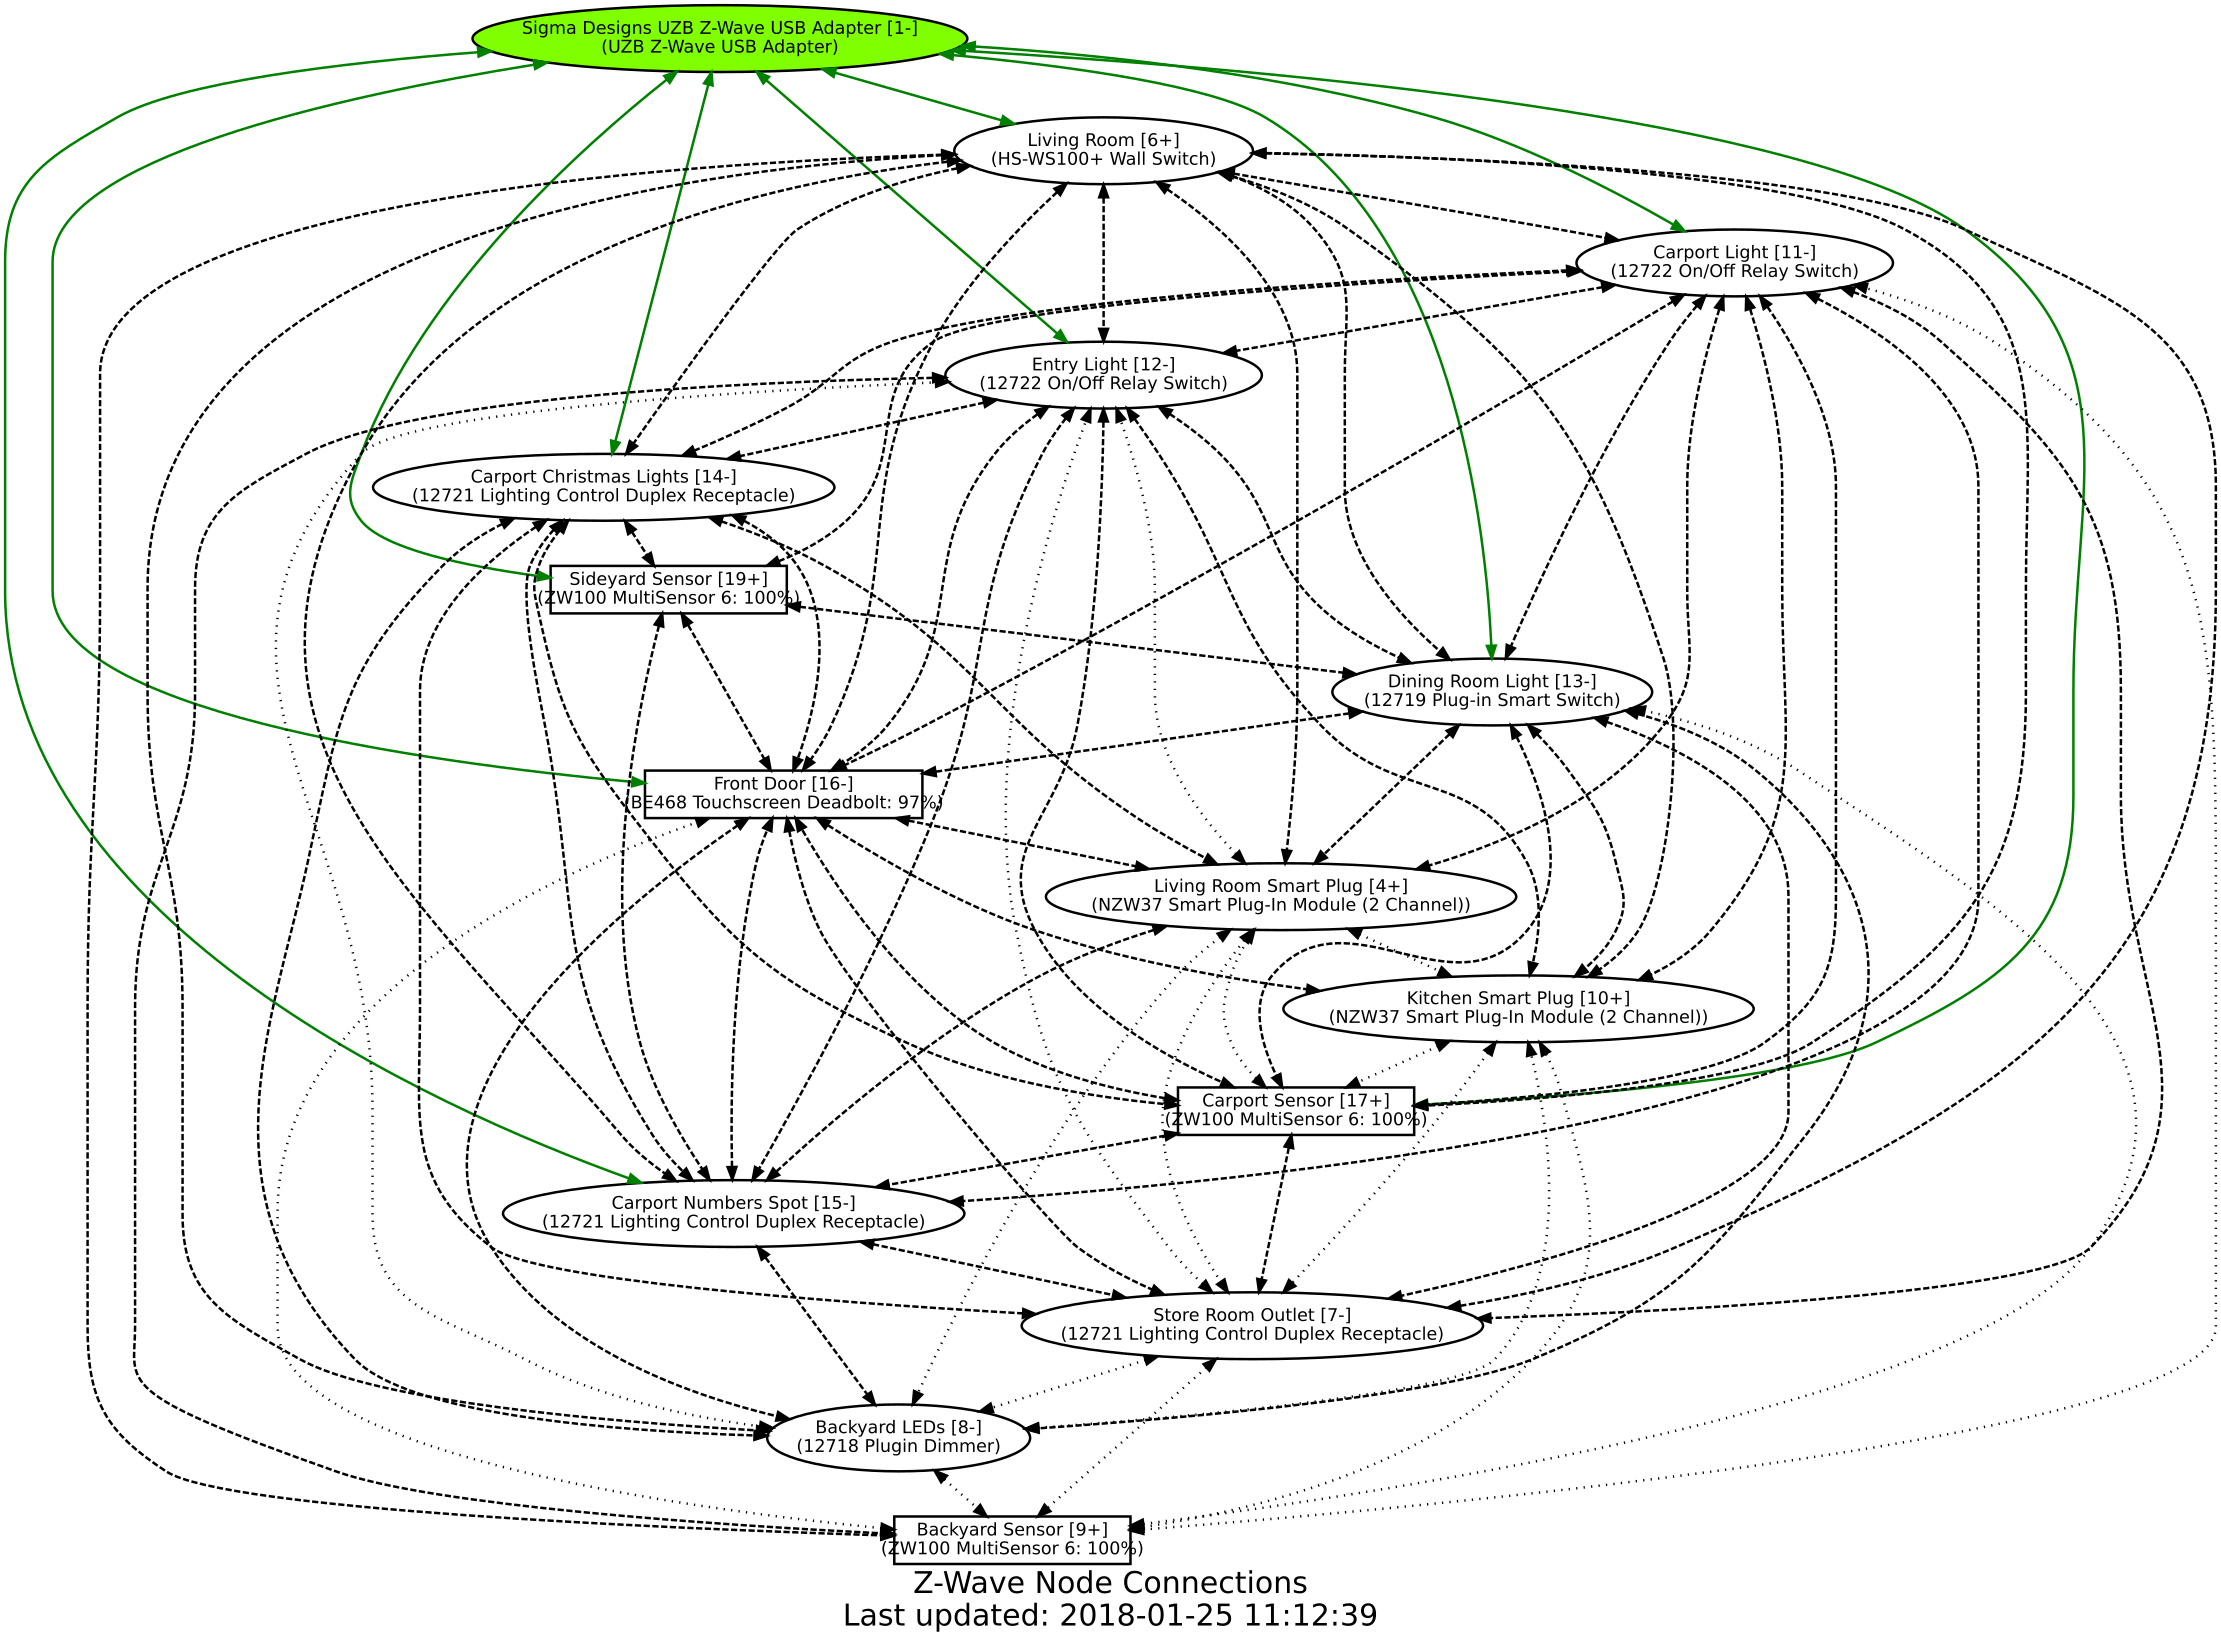 Sigma Designs UZB Z-Wave USB Adapter [1-]
(UZB Z-Wave USB Adapter)
Living Room [6+]
(HS-WS100+ Wall Switch)
Carport Light [11-]
(12722 On/Off Relay Switch)
Entry Light [12-]
(12722 On/Off Relay Switch)
Carport Christmas Lights [14-]
(12721 Lighting Control Duplex Receptacle)
Sideyard Sensor [19+]
(ZW100 MultiSensor 6: 100%)
Dining Room Light [13-]
(12719 Plug-in Smart Switch)
Front Door [16-]
(BE468 Touchscreen Deadbolt: 97%)
Living Room Smart Plug [4+]
(NZW37 Smart Plug-In Module (2 Channel))
Kitchen Smart Plug [10+]
(NZW37 Smart Plug-In Module (2 Channel))
Carport Sensor [17+]
(ZW100 MultiSensor 6: 100%)
Carport Numbers Spot [15-]
(12721 Lighting Control Duplex Receptacle)
Store Room Outlet [7-]
(12721 Lighting Control Duplex Receptacle)
Backyard LEDs [8-]
(12718 Plugin Dimmer)
Backyard Sensor [9+]
(ZW100 MultiSensor 6: 100%)
Z-Wave Node Connections
Last updated: 2018-01-25 11:12:39